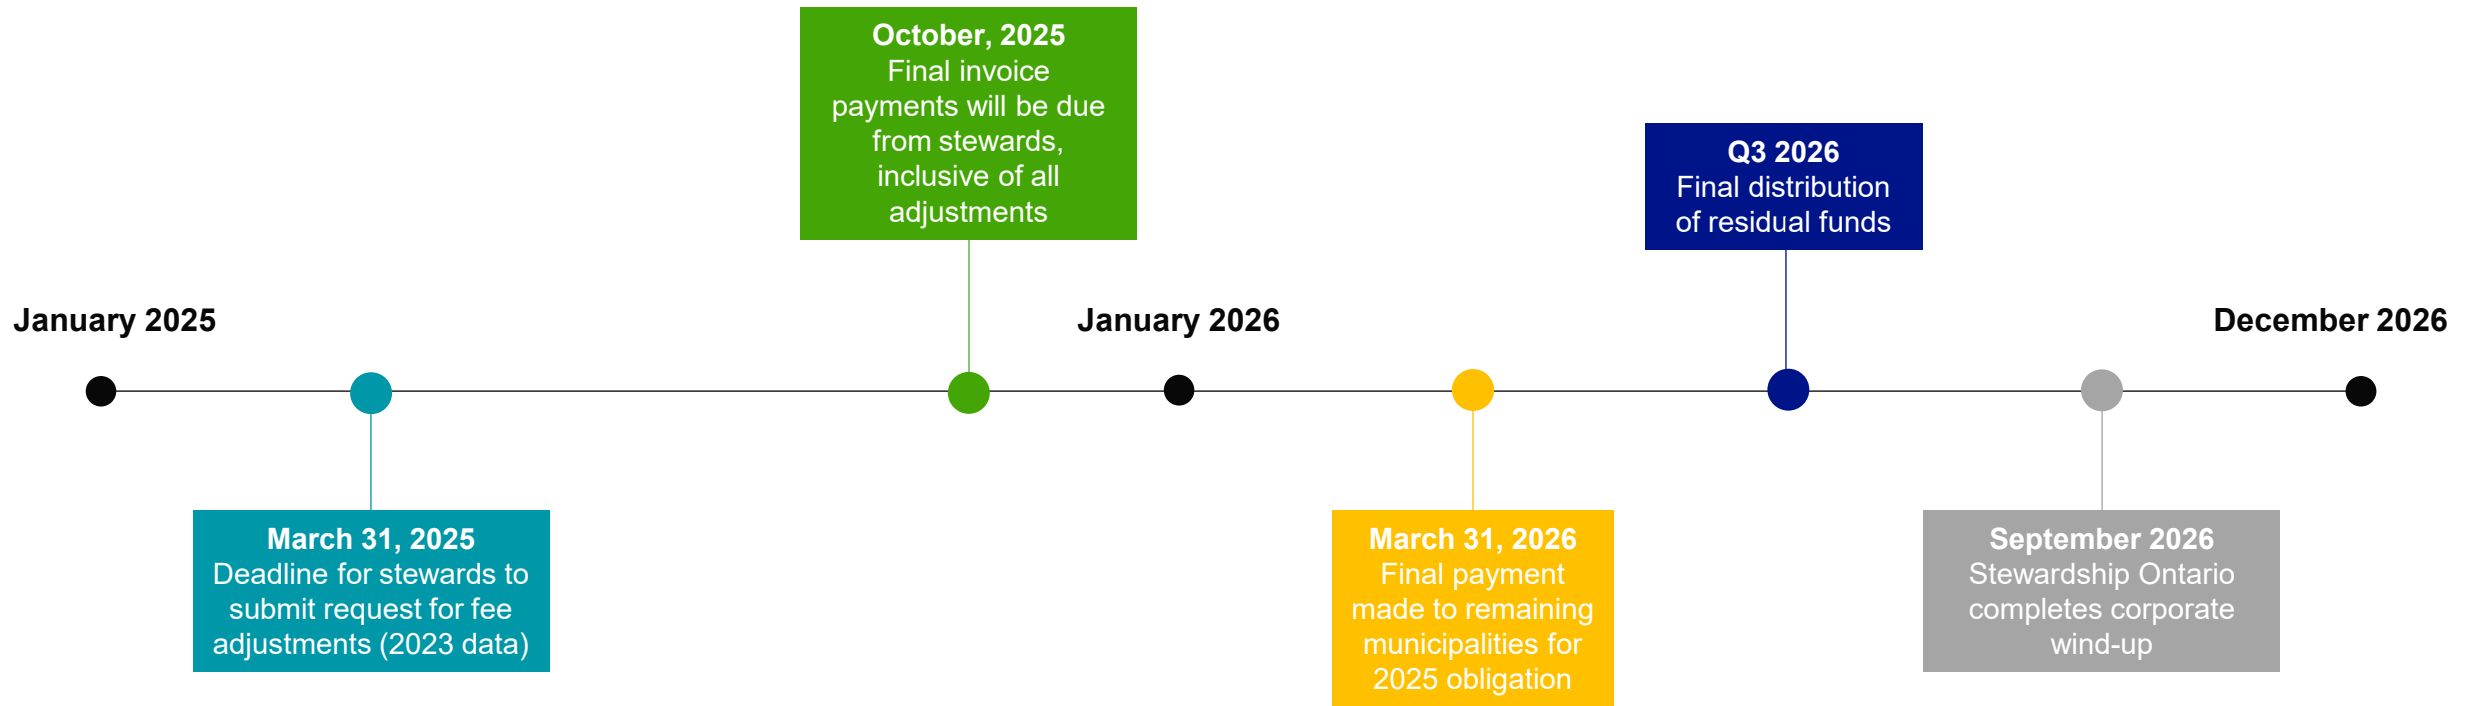 October, 2025
Final invoice
payments will be due
from stewards,
inclusive of all
adjustments
Q3 2026
Final distribution
of residual funds
January 2025
January 2026
December 2026
March 31, 2025
Deadline for stewards to
submit request for fee
adjustments (2023 data)
March 31, 2026
Final payment
made to remaining
municipalities for
2025 obligation
September 2026
Stewardship Ontario
completes corporate
wind-up